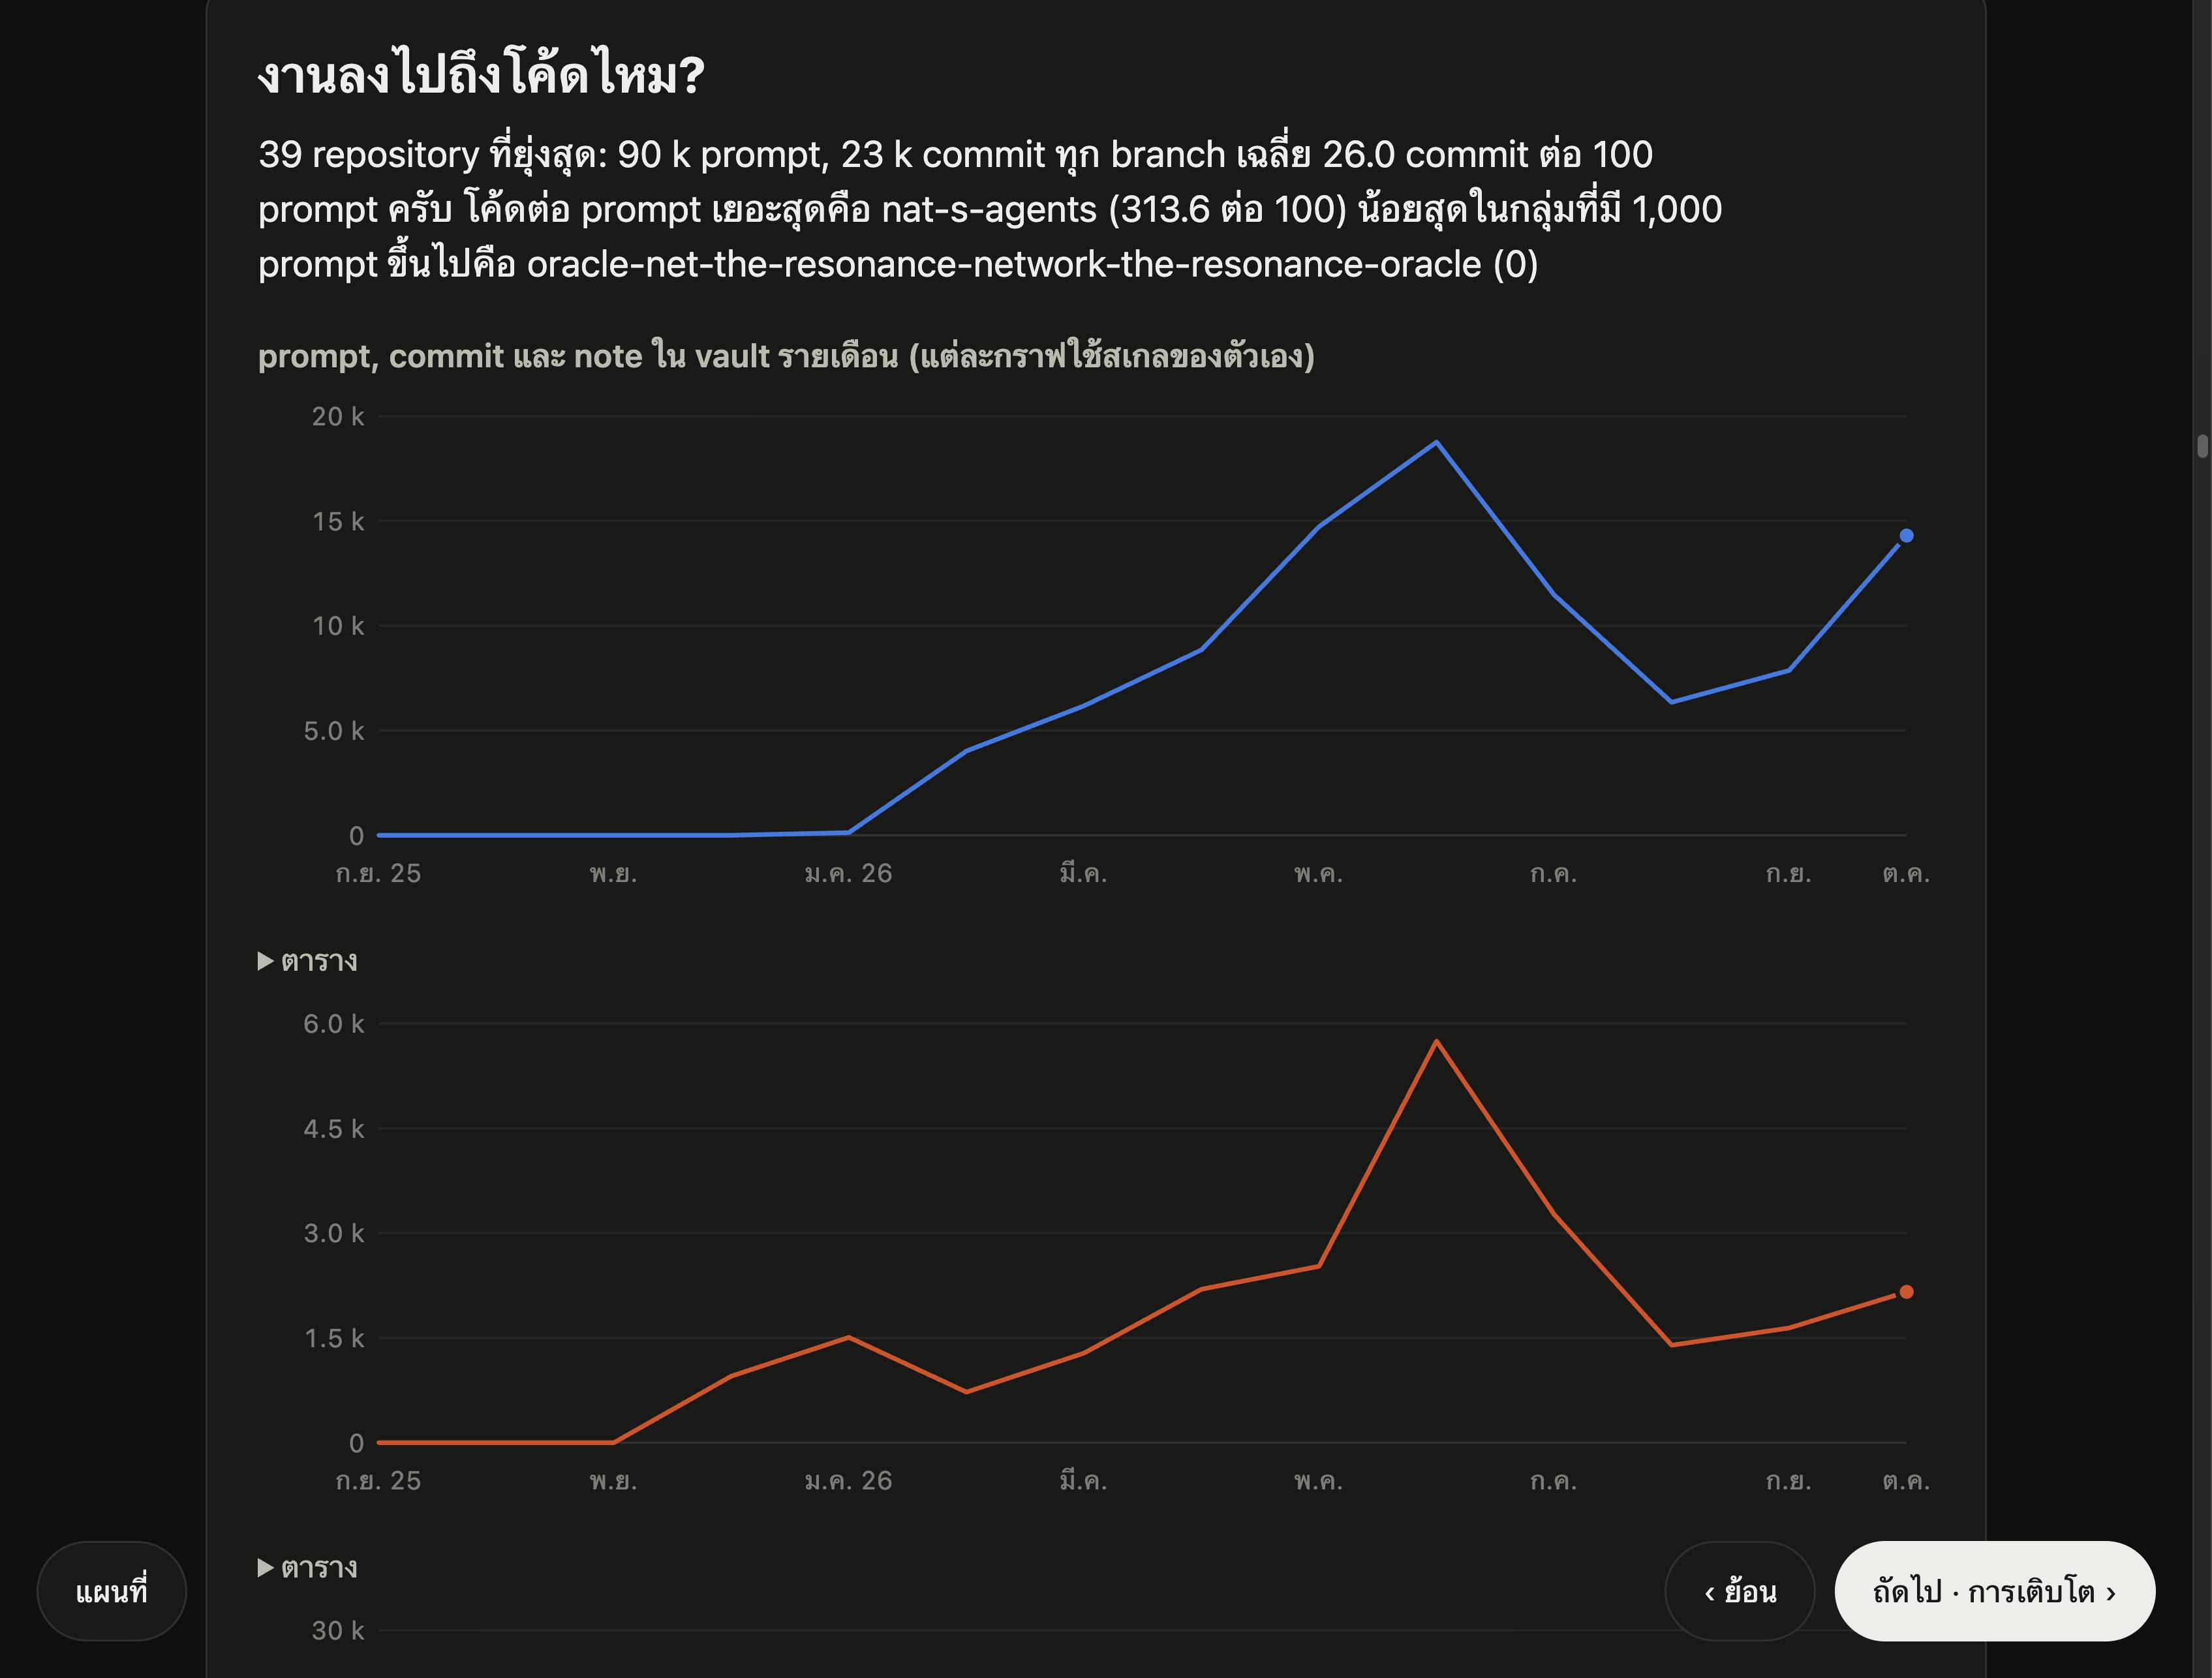 งานลงไปถึงโค้ดไหม?
39 repository ที่ยุ่งสุด: 90 k prompt, 23 k commit ทุก branch เฉลี่ย 26.0 commit ต่อ 100
prompt ครับ โค้ดต่อ prompt เยอะสุดคือ nat-s-agents (313.6 ต่อ 100) น้อยสุดในกลุ่มที่มี 1,000
prompt ขึ้นไปคือ oracle-net-the-resonance-network-the-resonance-oracle (0)
prompt, commit และ note ใน vault รายเดือน (แต่ละกราฟใช้สเกลของตัวเอง)
20 k
15 k
10 k
5.0 k
0
ก.ย. 25 พ.ย. ม.ค. 26 มี.ค. พ.ค. ก.ค. ก.ย. ต.ค.
▶ ตาราง
6.0 k
4.5 k
3.0 k
1.5 k
0
ก.ย. 25 พ.ย. ม.ค. 26 มี.ค. พ.ค. ก.ค. ก.ย. ต.ค.
▶ ตาราง
แผนที่
‹ ย้อน
ถัดไป · การเติบโต ›
30 k